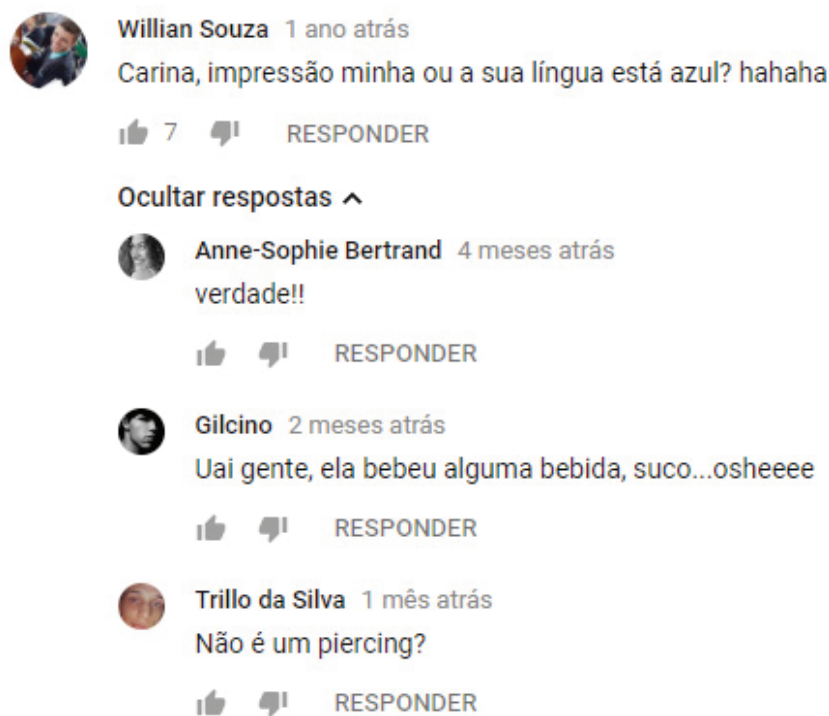 Willian Souza 1 ano atrás
Carina, impressão minha ou a sua língua está azul? hahaha
7 RESPONDER
Ocultar respostas
Anne-Sophie Bertrand 4 meses atrás
verdade!!
RESPONDER
Gilcino 2 meses atrás
Uai gente, ela bebeu alguma bebida, suco...osheeee
RESPONDER
Trillo da Silva 1 mês atrás
Não é um piercing?
RESPONDER